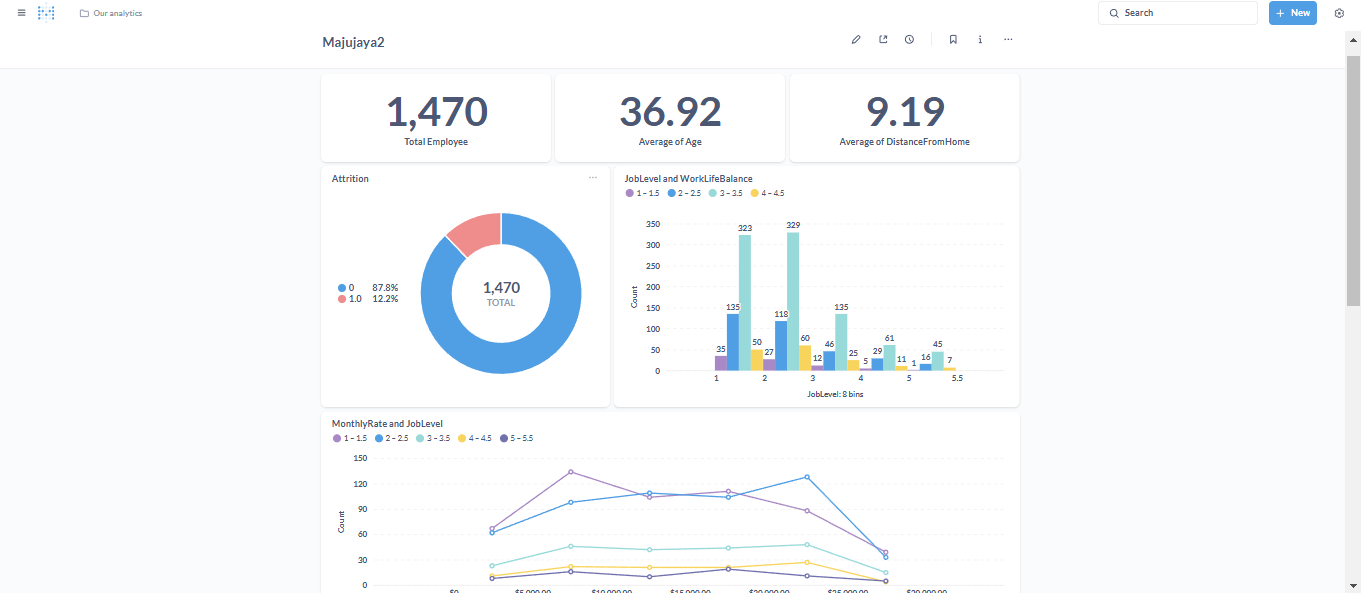 Our analytics
Search
+ New
Majujaya2
1,470
Total Employee
36.92
Average of Age
9.19
Average of DistanceFromHome
Attrition
0 87.8%
1.0 12.2%
1,470
TOTAL
JobLevel and WorkLifeBalance
1 – 1.5 2 – 2.5 3 – 3.5 4 – 4.5
Count
350
300
250
200
150
100
50
0
35 135 323 50
27 118 329 60
12 46 135 25
5 29 61 11
1 16 45 7
1 2 3 4 5 5.5
JobLevel: 8 bins
MonthlyRate and JobLevel
1 – 1.5 2 – 2.5 3 – 3.5 4 – 4.5 5 – 5.5
Count
150
120
90
60
30
0
$0 $5,000.00 $10,000.00 $15,000.00 $20,000.00 $25,000.00 $30,000.00